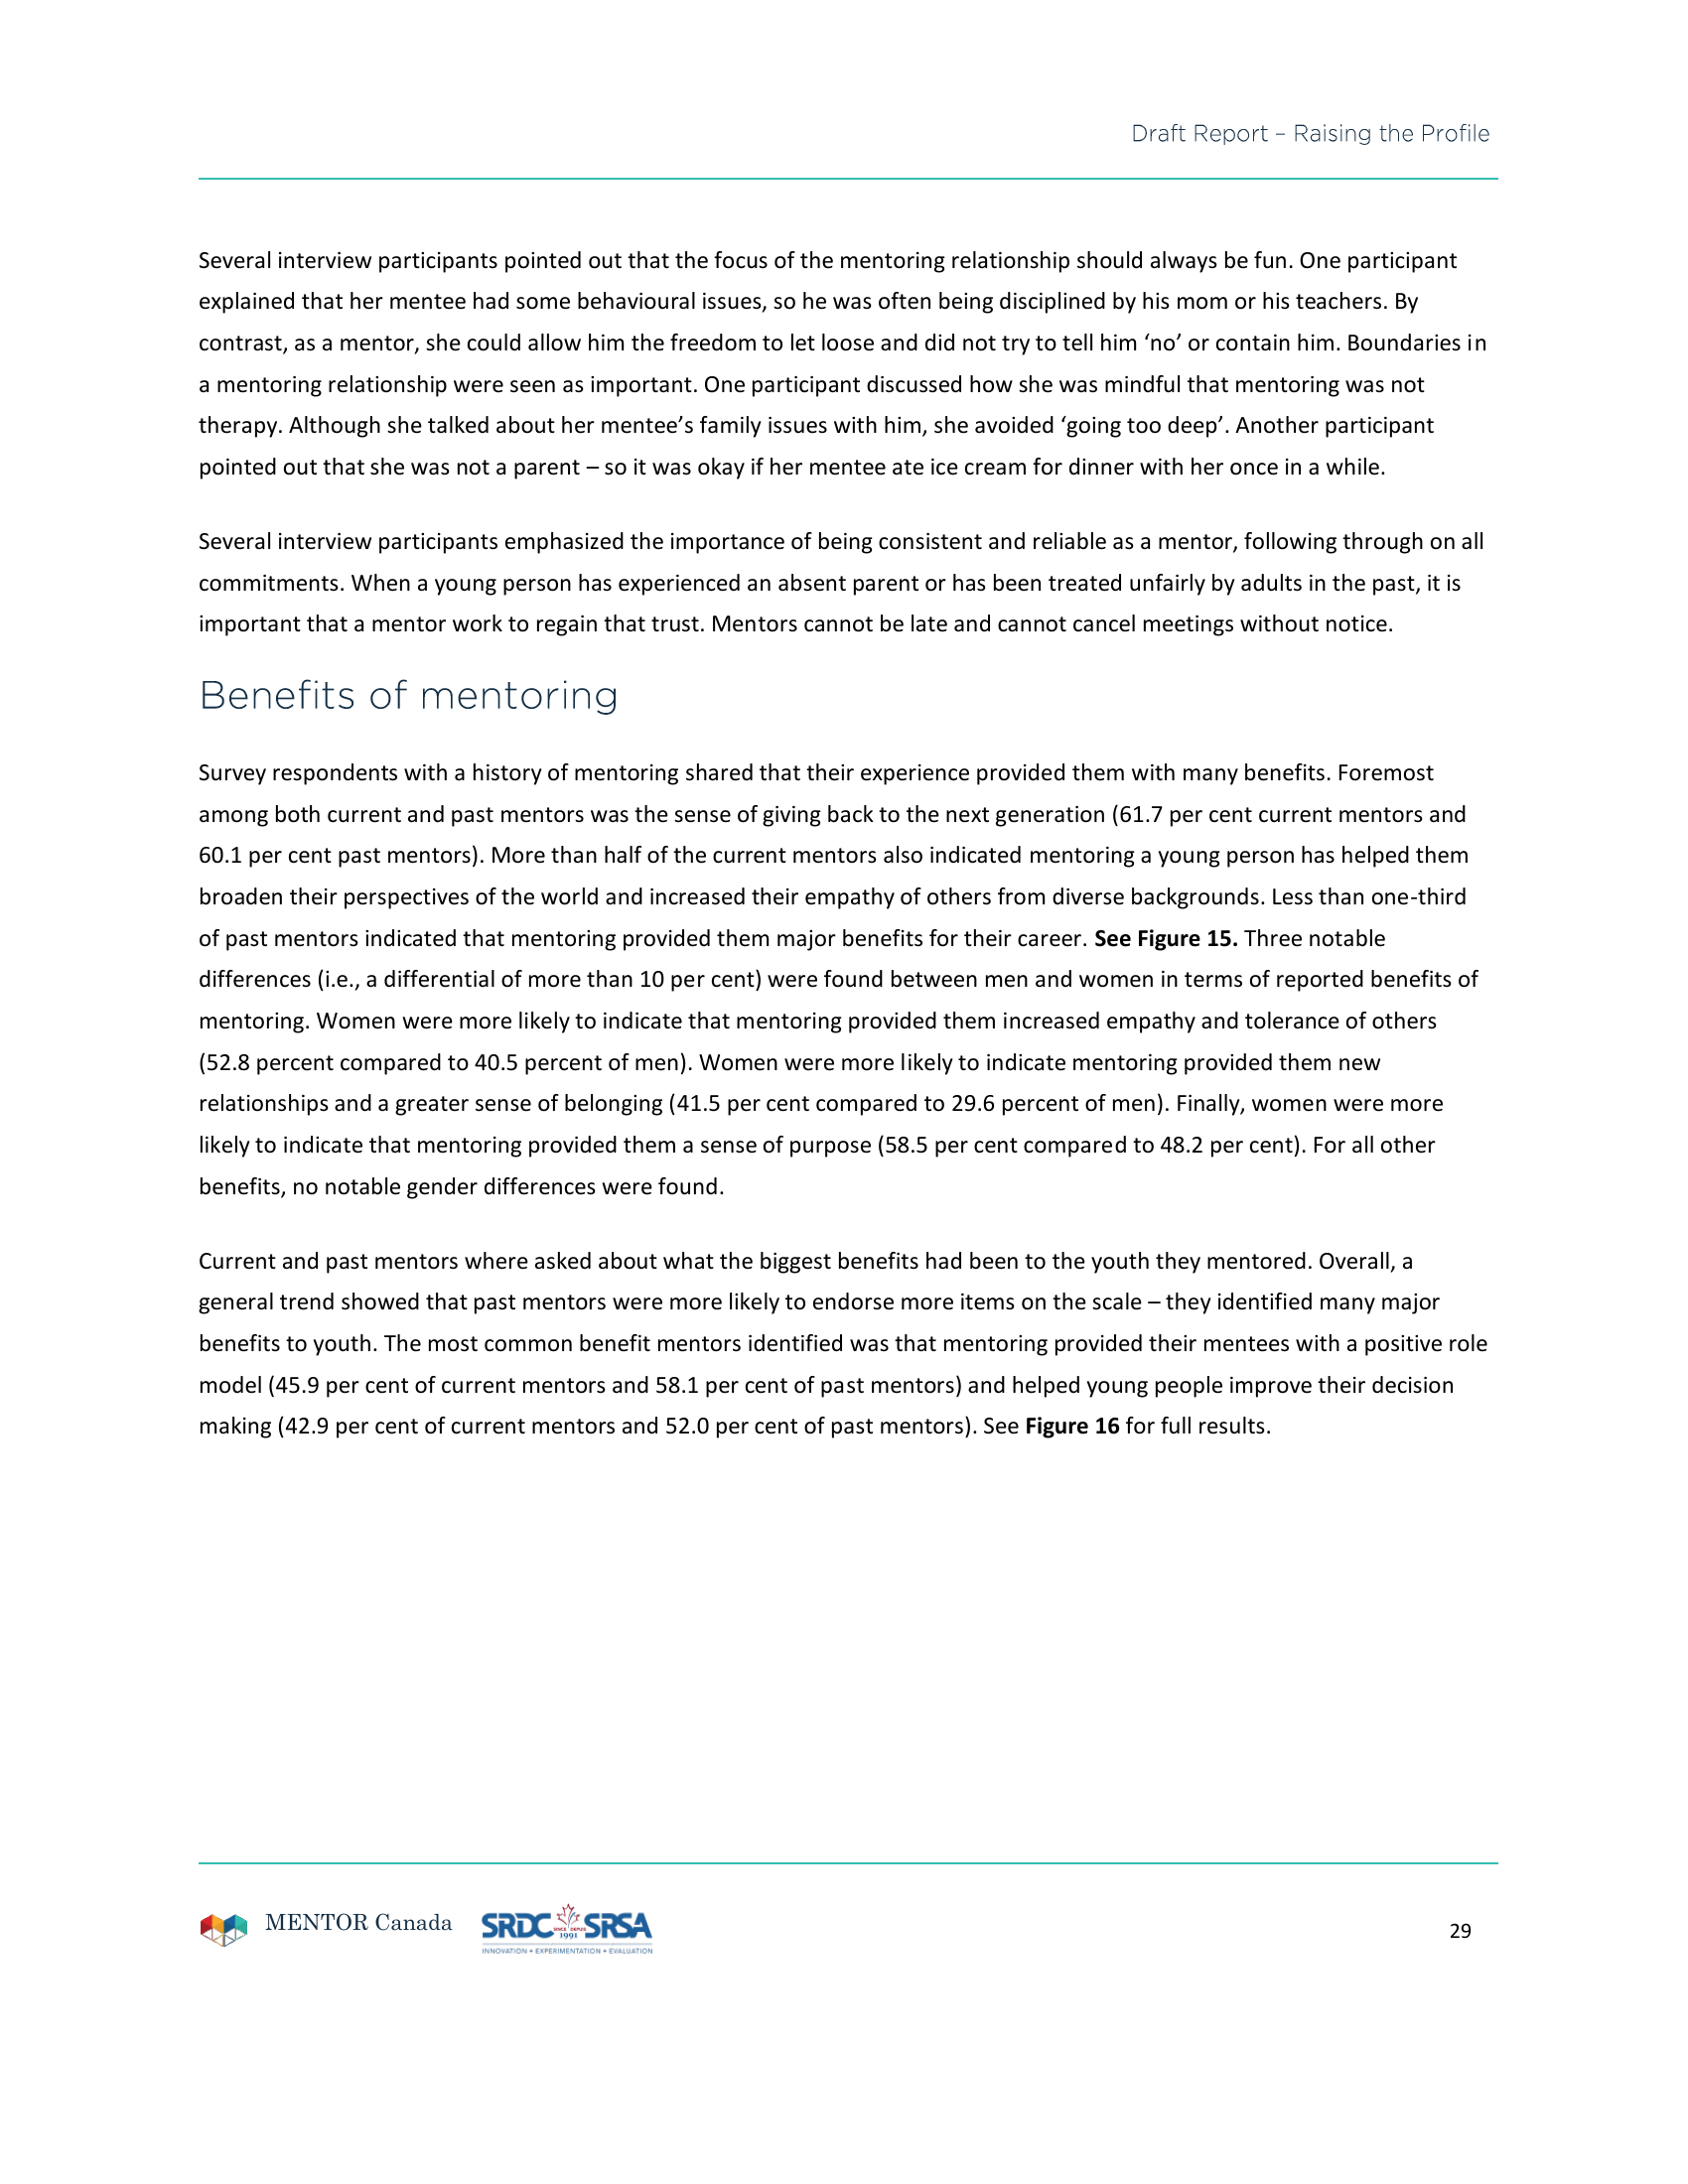 Draft Report – Raising the Profile
Several interview participants pointed out that the focus of the mentoring relationship should always be fun. One participant
explained that her mentee had some behavioural issues, so he was often being disciplined by his mom or his teachers. By
contrast, as a mentor, she could allow him the freedom to let loose and did not try to tell him ‘no’ or contain him. Boundaries in
a mentoring relationship were seen as important. One participant discussed how she was mindful that mentoring was not
therapy. Although she talked about her mentee’s family issues with him, she avoided ‘going too deep’. Another participant
pointed out that she was not a parent – so it was okay if her mentee ate ice cream for dinner with her once in a while.
Several interview participants emphasized the importance of being consistent and reliable as a mentor, following through on all
commitments. When a young person has experienced an absent parent or has been treated unfairly by adults in the past, it is
important that a mentor work to regain that trust. Mentors cannot be late and cannot cancel meetings without notice.
Benefits of mentoring
Survey respondents with a history of mentoring shared that their experience provided them with many benefits. Foremost
among both current and past mentors was the sense of giving back to the next generation (61.7 per cent current mentors and
60.1 per cent past mentors). More than half of the current mentors also indicated mentoring a young person has helped them
broaden their perspectives of the world and increased their empathy of others from diverse backgrounds. Less than one-third
of past mentors indicated that mentoring provided them major benefits for their career. See Figure 15. Three notable
differences (i.e., a differential of more than 10 per cent) were found between men and women in terms of reported benefits of
mentoring. Women were more likely to indicate that mentoring provided them increased empathy and tolerance of others
(52.8 percent compared to 40.5 percent of men). Women were more likely to indicate mentoring provided them new
relationships and a greater sense of belonging (41.5 per cent compared to 29.6 percent of men). Finally, women were more
likely to indicate that mentoring provided them a sense of purpose (58.5 per cent compared to 48.2 per cent). For all other
benefits, no notable gender differences were found.
Current and past mentors where asked about what the biggest benefits had been to the youth they mentored. Overall, a
general trend showed that past mentors were more likely to endorse more items on the scale – they identified many major
benefits to youth. The most common benefit mentors identified was that mentoring provided their mentees with a positive role
model (45.9 per cent of current mentors and 58.1 per cent of past mentors) and helped young people improve their decision
making (42.9 per cent of current mentors and 52.0 per cent of past mentors). See Figure 16 for full results.
MENTOR Canada
SRDC SINCE DEPUIS 1991 SRSA
INNOVATION • EXPERIMENTATION • EVALUATION
29